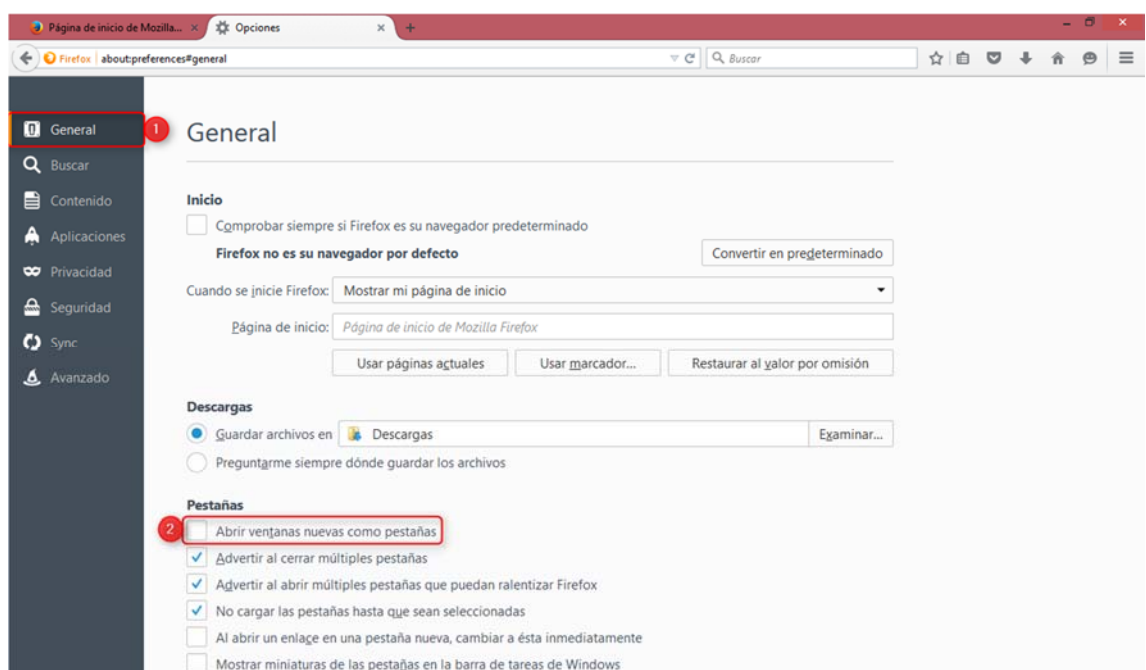 Página de inicio de Mozilla...
Opciones
Firefox about:preferences#general
Buscar
General
1
General
Buscar
Contenido
Aplicaciones
Privacidad
Seguridad
Sync
Avanzado
Inicio
Comprobar siempre si Firefox es su navegador predeterminado
Firefox no es su navegador por defecto
Convertir en predeterminado
Cuando se inicie Firefox: Mostrar mi página de inicio
Página de inicio: Página de inicio de Mozilla Firefox
Usar páginas actuales
Usar marcador...
Restaurar al valor por omisión
Descargas
Guardar archivos en Descargas Examinar...
Preguntarme siempre dónde guardar los archivos
Pestañas
2 Abrir ventanas nuevas como pestañas
Advertir al cerrar múltiples pestañas
Advertir al abrir múltiples pestañas que puedan ralentizar Firefox
No cargar las pestañas hasta que sean seleccionadas
Al abrir un enlace en una pestaña nueva, cambiar a ésta inmediatamente
Mostrar miniaturas de las pestañas en la barra de tareas de Windows